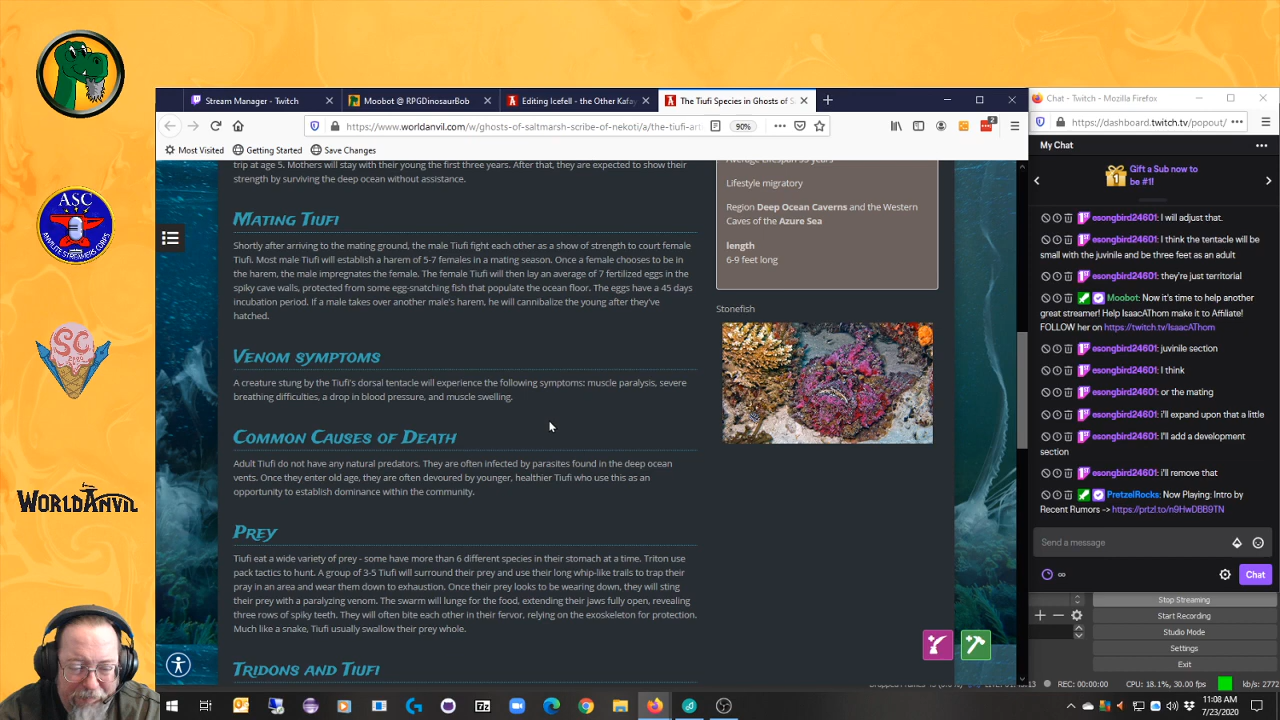 ASC
ANVILITE STREAMERS CORPS
SC
WORLDANVIL
Stream Manager - Twitch
Moobot @ RPGDinosaurBob
Editing Icefell - the Other Kafay
The Tiufi Species in Ghosts of S
https://www.worldanvil.com/w/ghosts-of-saltmarsh-scribe-of-nekoti/a/the-tiufi-art
90%
Most Visited
Getting Started
Save Changes
trip at age 5. Mothers will stay with their young the first three years. After that, they are expected to show their
strength by surviving the deep ocean without assistance.
MATING TIUFI
Shortly after arriving to the mating ground, the male Tiufi fight each other as a show of strength to court female
Tiufi. Most male Tiufi will establish a harem of 5-7 females in a mating season. Once a female chooses to be in
the harem, the male impregnates the female. The female Tiufi will then lay an average of 7 fertilized eggs in the
spiky cave walls, protected from some egg-snatching fish that populate the ocean floor. The eggs have a 45 days
incubation period. If a male takes over another male's harem, he will cannibalize the young after they've
hatched.
VENOM SYMPTOMS
A creature stung by the Tiufi's dorsal tentacle will experience the following symptoms: muscle paralysis, severe
breathing difficulties, a drop in blood pressure, and muscle swelling.
COMMON CAUSES OF DEATH
Adult Tiufi do not have any natural predators. They are often infected by parasites found in the deep ocean
vents. Once they enter old age, they are often devoured by younger, healthier Tiufi who use this as an
opportunity to establish dominance within the community.
PREY
Tiufi eat a wide variety of prey - some have more than 6 different species in their stomach at a time. Triton use
pack tactics to hunt. A group of 3-5 Tiufi will surround their prey and use their long whip-like trails to trap their
pray in an area and wear them down to exhaustion. Once their prey looks to be wearing down, they will sting
their prey with a paralyzing venom. The swarm will lunge for the food, extending their jaws fully open, revealing
three rows of spiky teeth. They will often bite each other in their fervor, relying on the exoskeleton for protection.
Much like a snake, Tiufi usually swallow their prey whole.
TRIDONS AND TIUFI
Average Lifespan 35 years
Lifestyle migratory
Region Deep Ocean Caverns and the Western
Caves of the Azure Sea
length
6-9 feet long
Stonefish
Chat - Twitch - Mozilla Firefox
https://dashboard.twitch.tv/popout/
My Chat
Gift a Sub now to
be #1!
esongbird24601: I will adjust that.
esongbird24601: I think the tentacle will be
small with the juvenile and be three feet as an adult
esongbird24601: they're just territorial
Moobot: Now it's time to help another
great streamer! Help IsaacAThom make it to Affiliate!
FOLLOW her on https://twitch.tv/IsaacAThom
esongbird24601: juvinile section
esongbird24601: I think
esongbird24601: or the mating
esongbird24601: i'll expand upon that a little
esongbird24601: i'll add a development
section
esongbird24601: i'll remove that
PretzelRocks: Now Playing: Intro by
Recent Rumors -> https://prtzl.to/n9HwDBB9TN
Send a message
∞
Chat
Stop Streaming
Start Recording
Studio Mode
Settings
Exit
REC: 00:00:00
CPU: 18.1%, 30.00 fps
kb/s: 2772
11:08 AM
7/23/2020